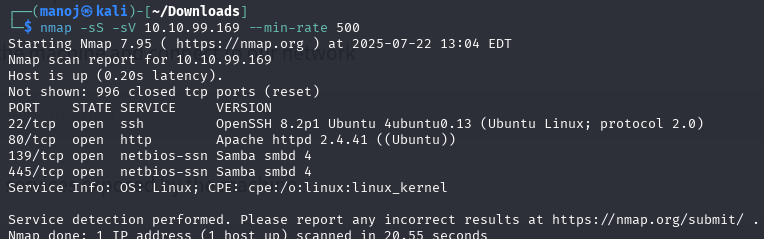 ┌──(manoj㉿kali)-[~/Downloads]
└─$ nmap -sS -sV 10.10.99.169 --min-rate 500
Starting Nmap 7.95 ( https://nmap.org ) at 2025-07-22 13:04 EDT
Nmap scan report for 10.10.99.169
Host is up (0.20s latency).
Not shown: 996 closed tcp ports (reset)
PORT    STATE SERVICE     VERSION
22/tcp  open  ssh         OpenSSH 8.2p1 Ubuntu 4ubuntu0.13 (Ubuntu Linux; protocol 2.0)
80/tcp  open  http        Apache httpd 2.4.41 ((Ubuntu))
139/tcp open  netbios-ssn Samba smbd 4
445/tcp open  netbios-ssn Samba smbd 4
Service Info: OS: Linux; CPE: cpe:/o:linux:linux_kernel

Service detection performed. Please report any incorrect results at https://nmap.org/submit/ .
Nmap done: 1 IP address (1 host up) scanned in 20.55 seconds